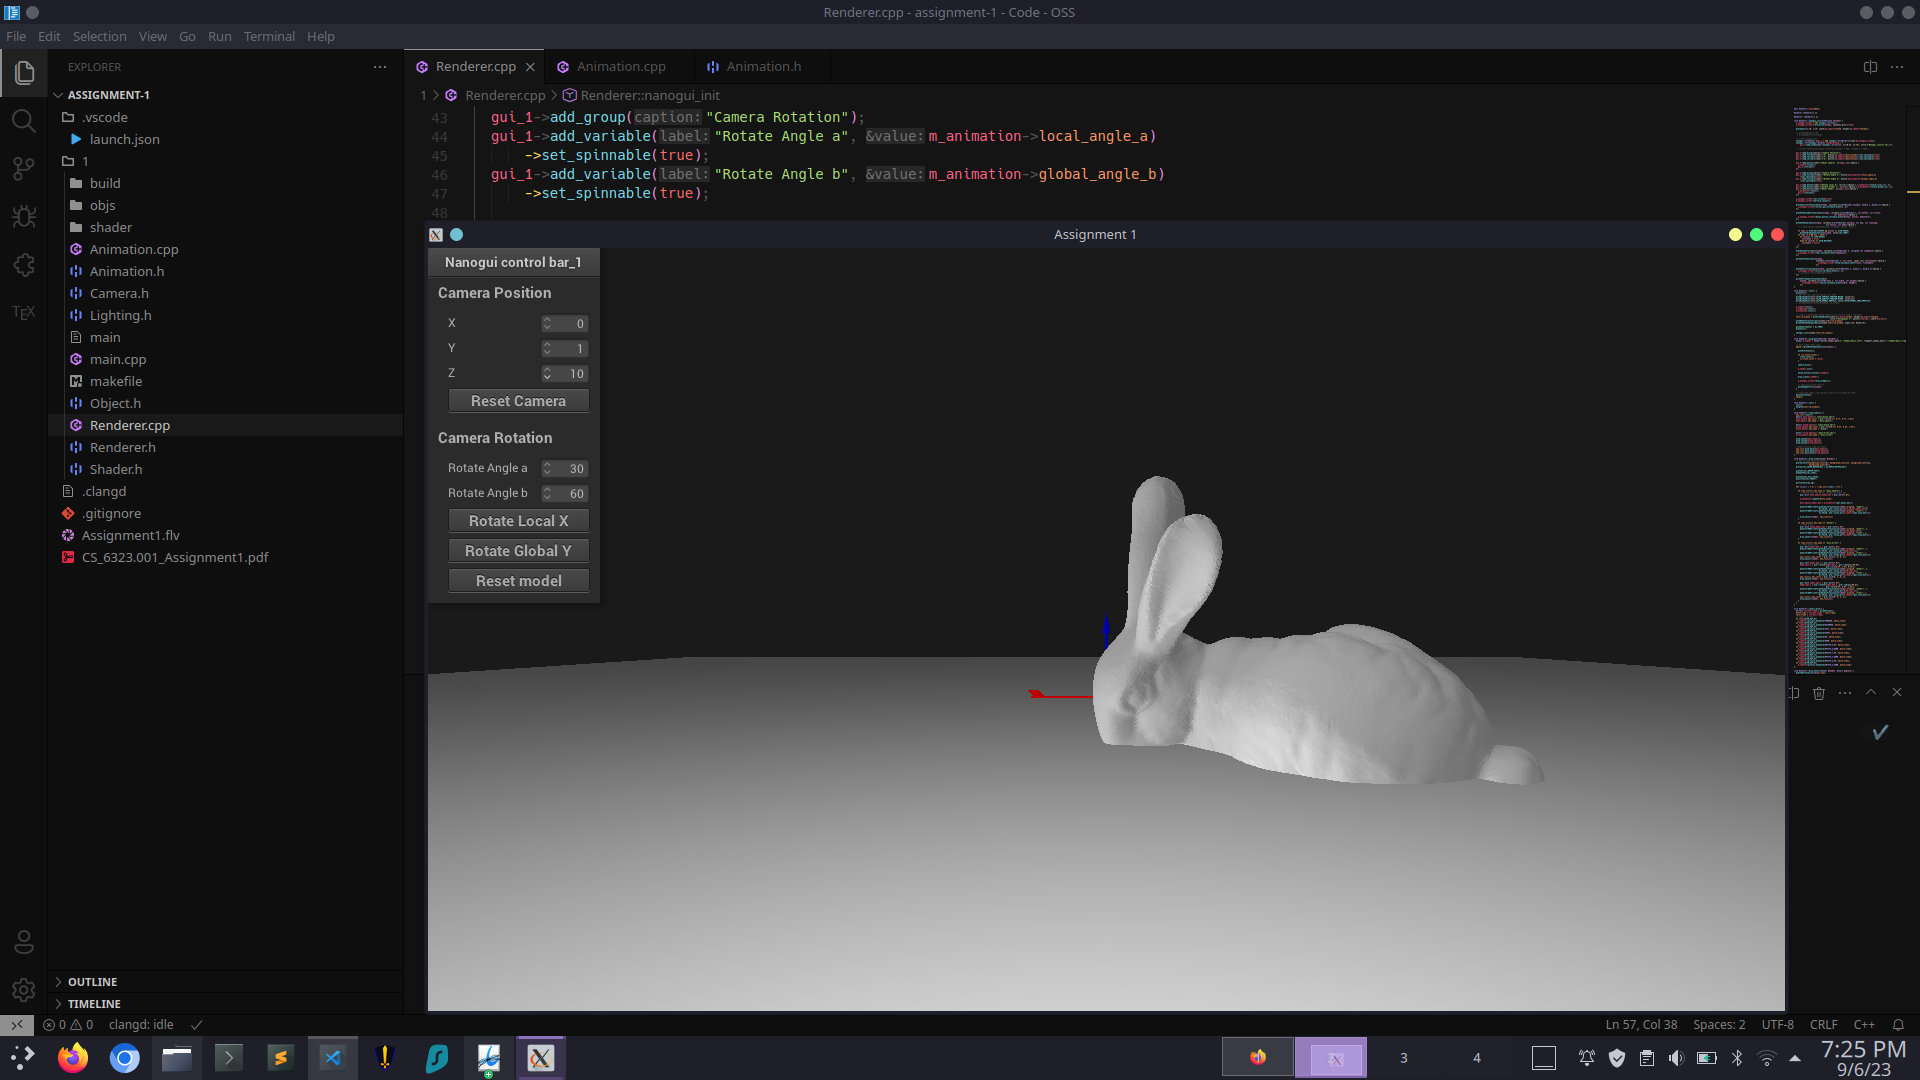 Renderer.cpp - assignment-1 - Code - OSS
File Edit Selection View Go Run Terminal Help
EXPLORER
ASSIGNMENT-1
.vscode
launch.json
1
build
objs
shader
Animation.cpp
Animation.h
Camera.h
Lighting.h
main
main.cpp
makefile
Object.h
Renderer.cpp
Renderer.h
Shader.h
.clangd
.gitignore
Assignment1.flv
CS_6323.001_Assignment1.pdf
OUTLINE
TIMELINE
TEX
Renderer.cpp Animation.cpp Animation.h
1 > Renderer.cpp > Renderer::nanogui_init
43 gui_1->add_group(caption: "Camera Rotation");
44 gui_1->add_variable(label: "Rotate Angle a", &value: m_animation->local_angle_a)
45 ->set_spinnable(true);
46 gui_1->add_variable(label: "Rotate Angle b", &value: m_animation->global_angle_b)
47 ->set_spinnable(true);
48
Assignment 1
Nanogui control bar_1
Camera Position
X 0
Y 1
Z 10
Reset Camera
Camera Rotation
Rotate Angle a 30
Rotate Angle b 60
Rotate Local X
Rotate Global Y
Reset model
0 0 clangd: idle Ln 57, Col 38 Spaces: 2 UTF-8 CRLF C++
3 4 7:25 PM
9/6/23